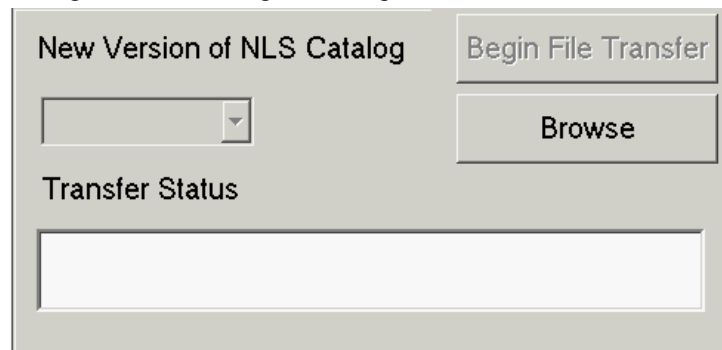 New Version of NLS Catalog
Begin File Transfer
Browse
Transfer Status